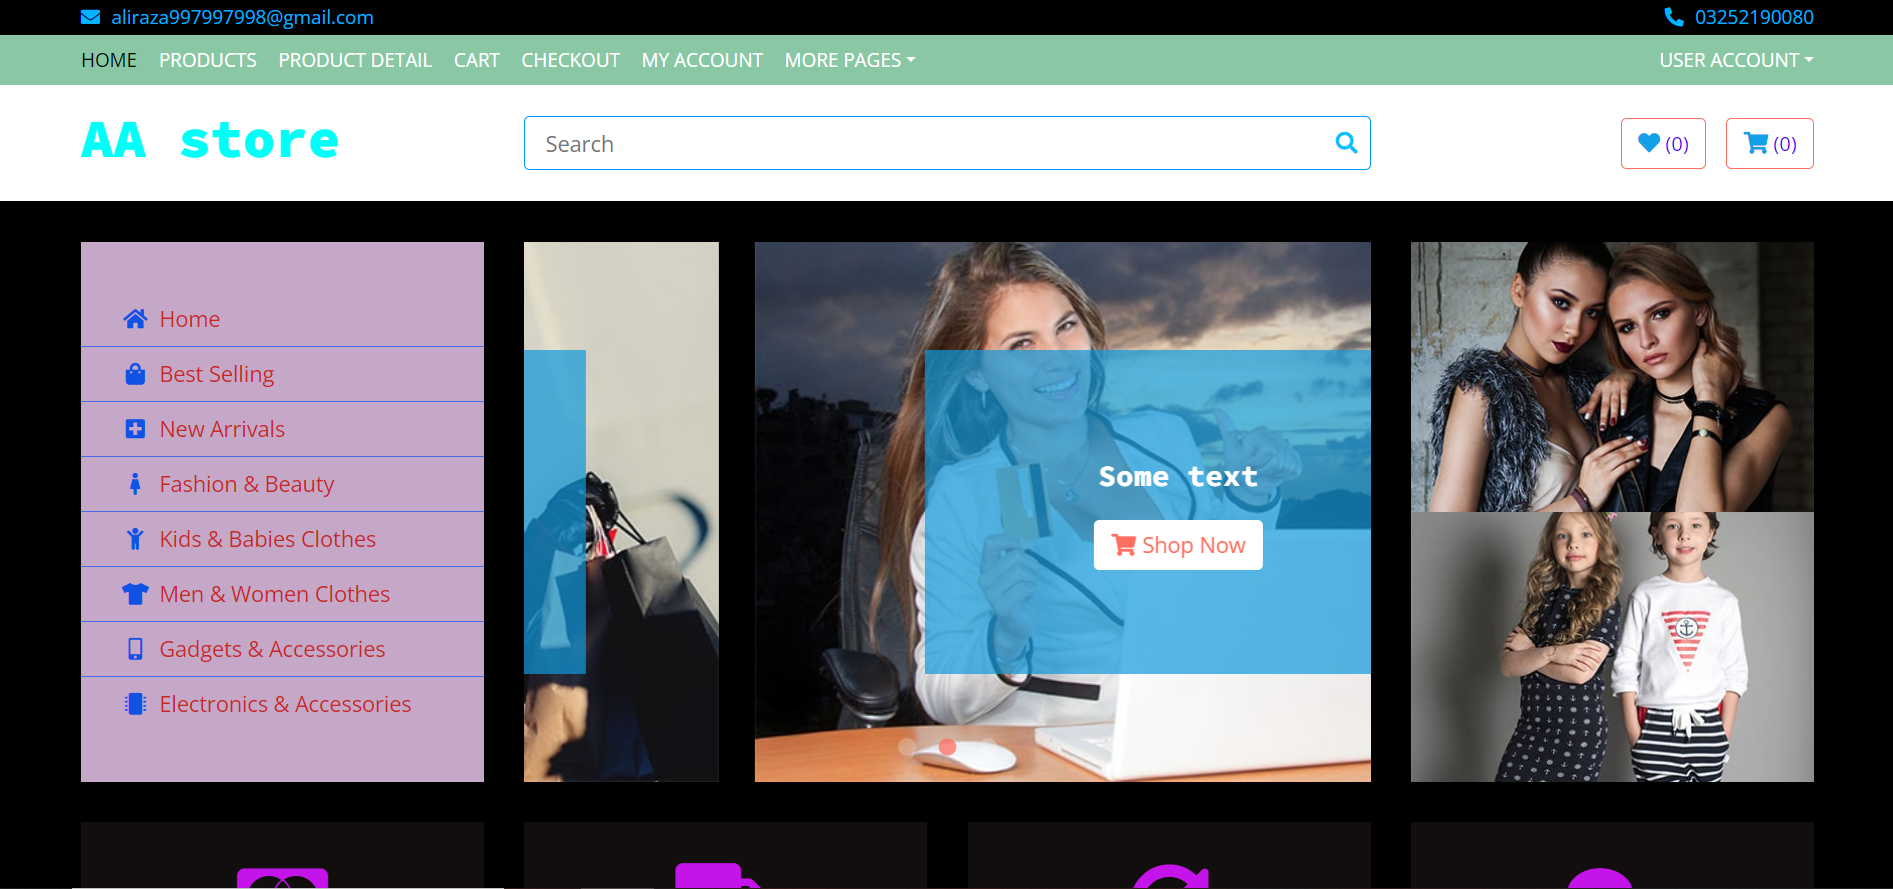 aliraza997997998@gmail.com
03252190080
HOME PRODUCTS PRODUCT DETAIL CART CHECKOUT MY ACCOUNT MORE PAGES
USER ACCOUNT
AA store
Search
(0)
(0)
Home
Best Selling
New Arrivals
Fashion & Beauty
Kids & Babies Clothes
Men & Women Clothes
Gadgets & Accessories
Electronics & Accessories
Some text
Shop Now